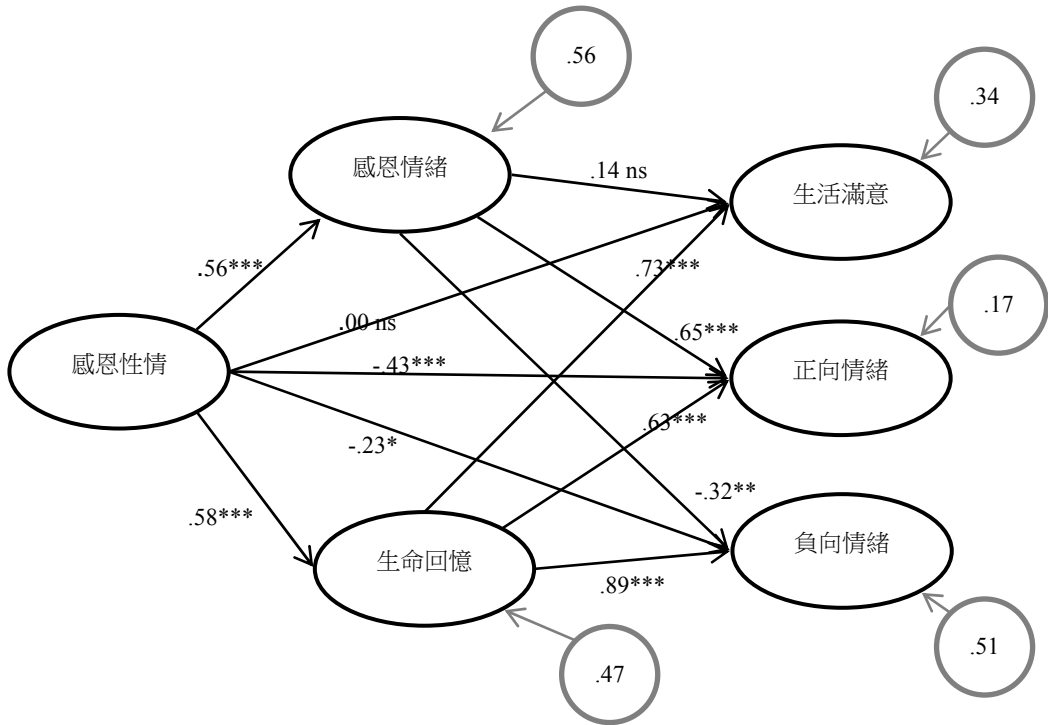 .56
.34
感恩情緒
.14 ns
生活滿意
.56***
.73***
.00 ns
.65***
.17
感恩性情
-.43***
正向情緒
.63***
-.23*
-.32**
.58***
生命回憶
.89***
負向情緒
.47
.51